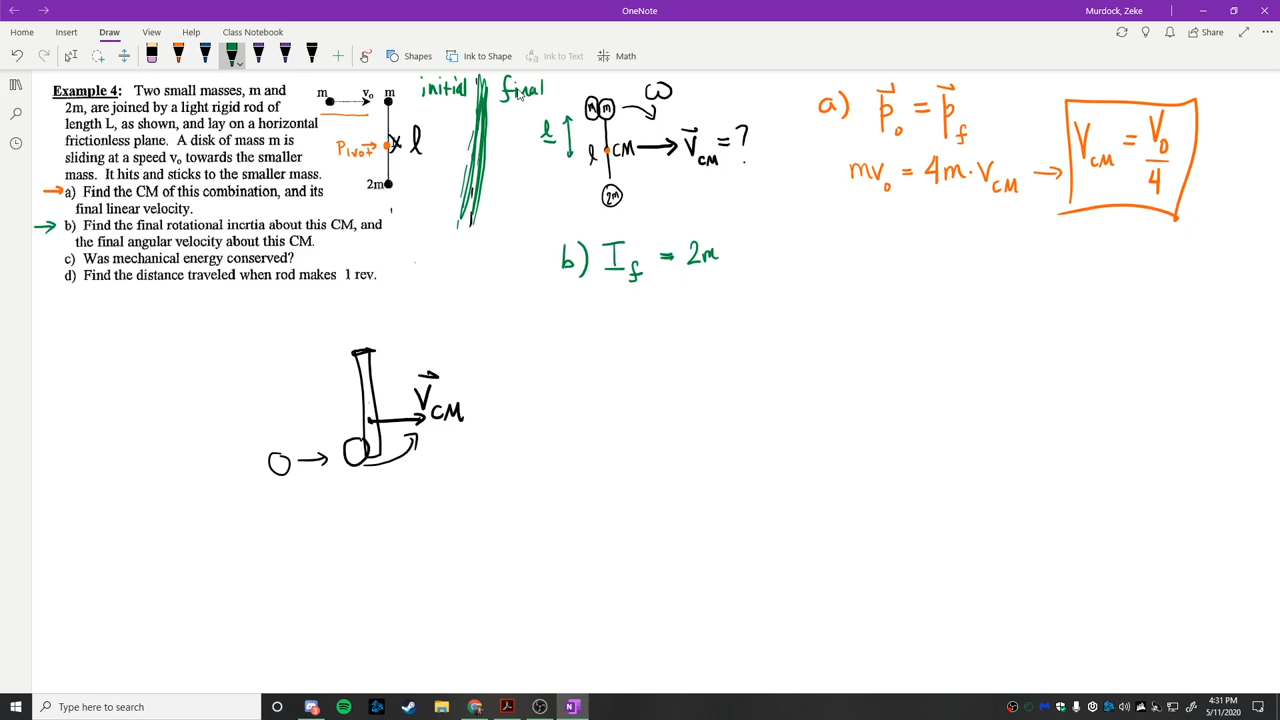 OneNote
Murdock, Zeke
Home Insert Draw View Help Class Notebook
Shapes Ink to Shape Ink to Text Math Share
Example 4: Two small masses, m and
2m, are joined by a light rigid rod of
length L, as shown, and lay on a horizontal
frictionless plane. A disk of mass m is
sliding at a speed vo towards the smaller
mass. It hits and sticks to the smaller mass.
a) Find the CM of this combination, and its
final linear velocity.
b) Find the final rotational inertia about this CM, and
the final angular velocity about this CM.
c) Was mechanical energy conserved?
d) Find the distance traveled when rod makes 1 rev.
m vo m
Pivot l
2m
initial final
m m ω
l
l CM V⃗CM = ?
2m
a) p⃗o = p⃗f
mvo = 4m · VCM → VCM = Vo/4
b) If = 2m
V⃗CM
Type here to search
4:31 PM
5/11/2020